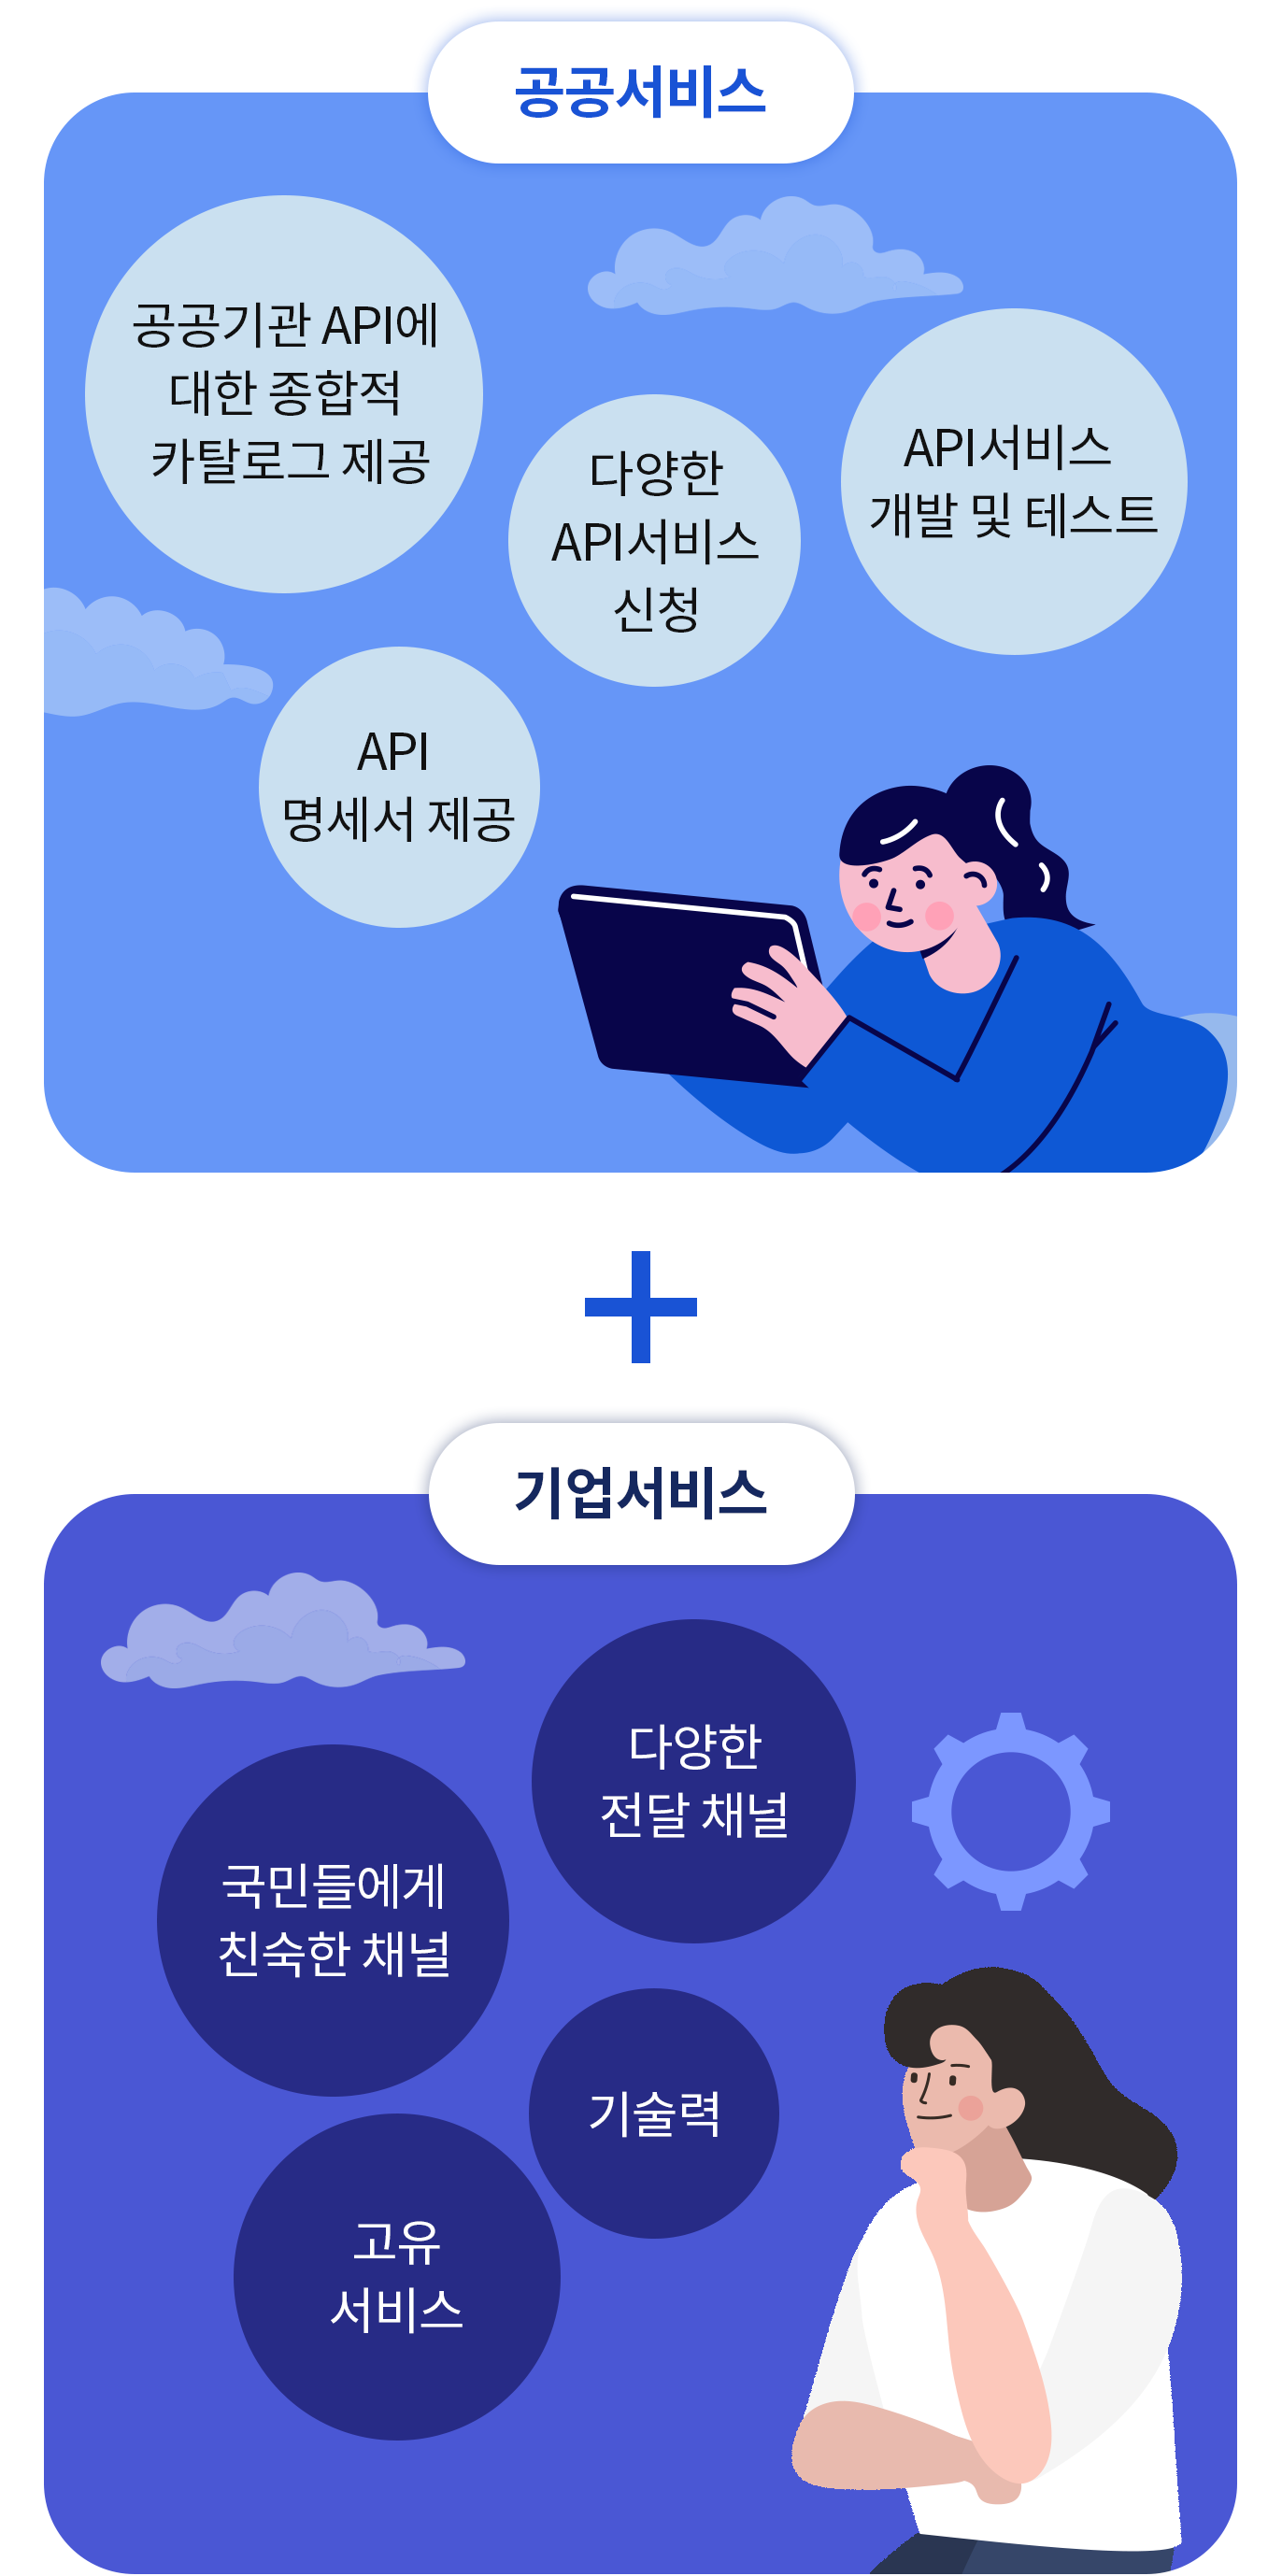 공공서비스
공공기관 API에
대한 종합적
카탈로그 제공
다양한
API서비스
신청
API서비스
개발 및 테스트
API
명세서 제공
+
기업서비스
다양한
전달 채널
국민들에게
친숙한 채널
기술력
고유
서비스